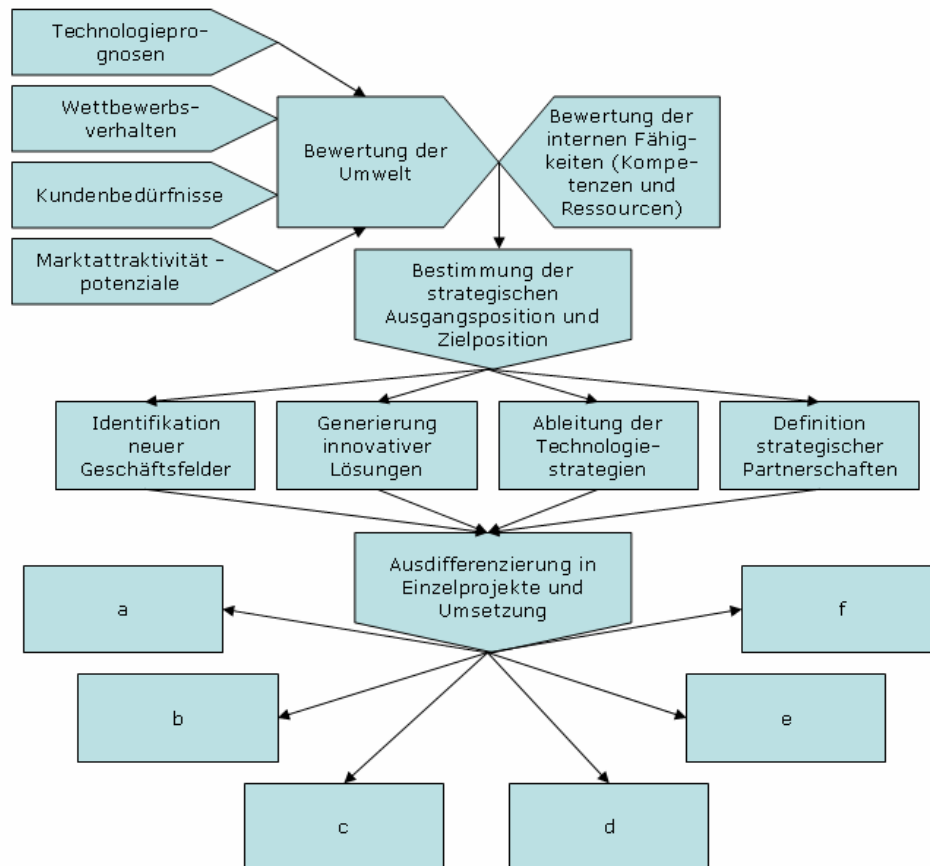 Technologiepro-
gnosen
Wettbewerbs-
verhalten
Kundenbedürfnisse
Marktattraktivität -
potenziale
Bewertung der
Umwelt
Bewertung der
internen Fähig-
keiten (Kompe-
tenzen und
Ressourcen)
Bestimmung der
strategischen
Ausgangsposition und
Zielposition
Identifikation
neuer
Geschäftsfelder
Generierung
innovativer
Lösungen
Ableitung der
Technologie-
strategien
Definition
strategischer
Partnerschaften
Ausdifferenzierung in
Einzelprojekte und
Umsetzung
a
b
c
d
e
f